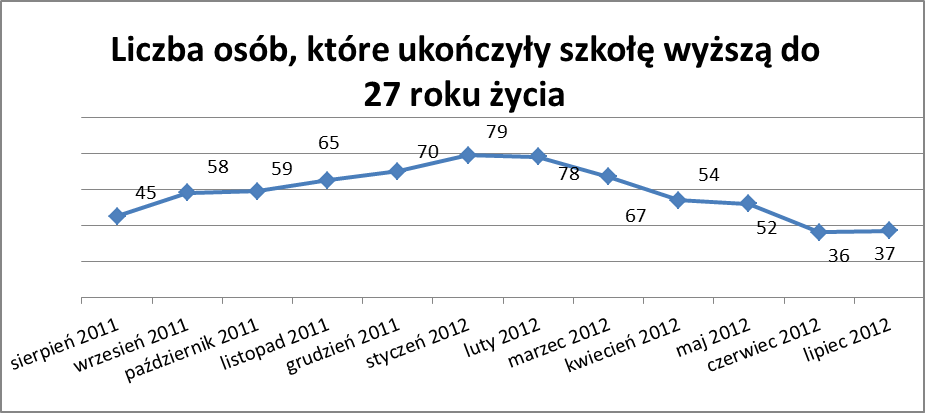 Liczba osób, które ukończyły szkołę wyższą do
27 roku życia
45
58
59
65
70
79
78
67
54
52
36
37
sierpień 2011
wrzesień 2011
październik 2011
listopad 2011
grudzień 2011
styczeń 2012
luty 2012
marzec 2012
kwiecień 2012
maj 2012
czerwiec 2012
lipiec 2012